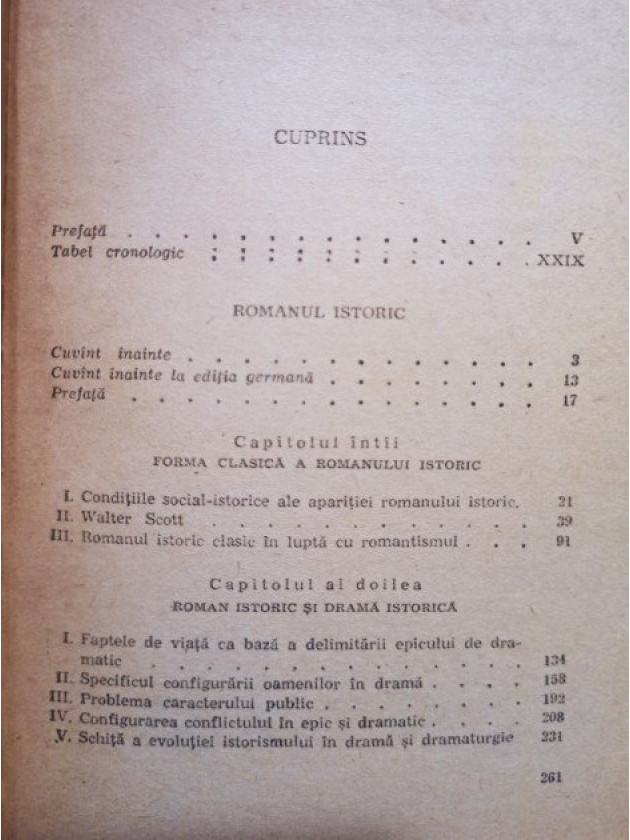 CUPRINS
Prefață . . . . . . . . . . . . . . . V
Tabel cronologic . . . . . . . . . . . . XXIX
ROMANUL ISTORIC
Cuvînt înainte . . . . . . . . . . . . . 3
Cuvînt înainte la ediția germană . . . . . . . . 13
Prefață . . . . . . . . . . . . . . . 17
Capitolul întîi
FORMA CLASICĂ A ROMANULUI ISTORIC
I. Condițiile social-istorice ale apariției romanului istoric. 21
II. Walter Scott . . . . . . . . . . . . 39
III. Romanul istoric clasic în luptă cu romantismul . . . 91
Capitolul al doilea
ROMAN ISTORIC ȘI DRAMĂ ISTORICĂ
I. Faptele de viață ca bază a delimitării epicului de dra-
matic . . . . . . . . . . . . . . 134
II. Specificul configurării oamenilor în dramă . . . . 158
III. Problema caracterului public . . . . . . . . 192
IV. Configurarea conflictului în epic și dramatic . . . . 208
V. Schiță a evoluției istorismului în dramă și dramaturgie 231
261